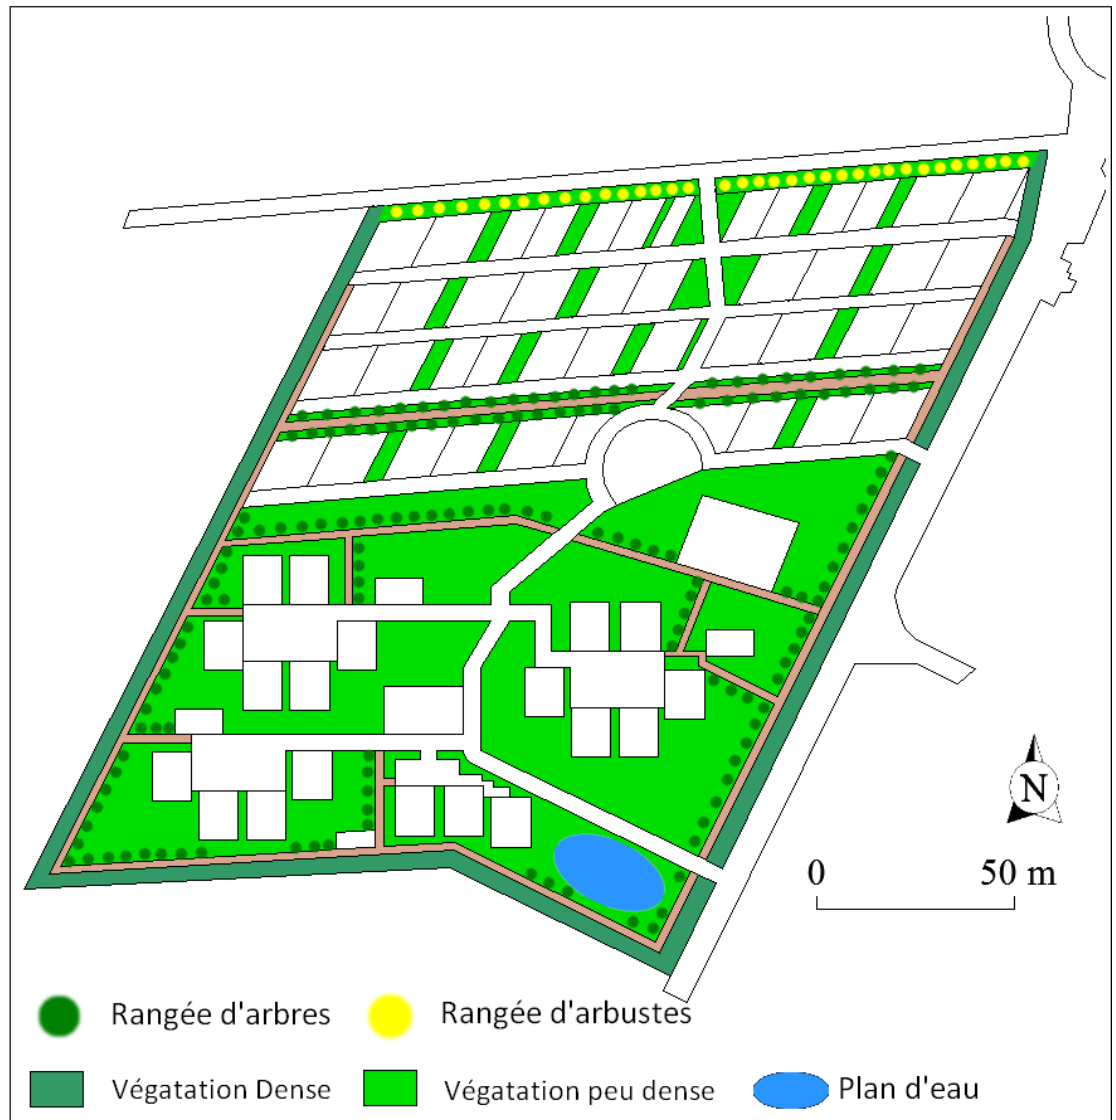 N
0 50 m
Rangée d'arbres Rangée d'arbustes
Végatation Dense Végatation peu dense Plan d'eau